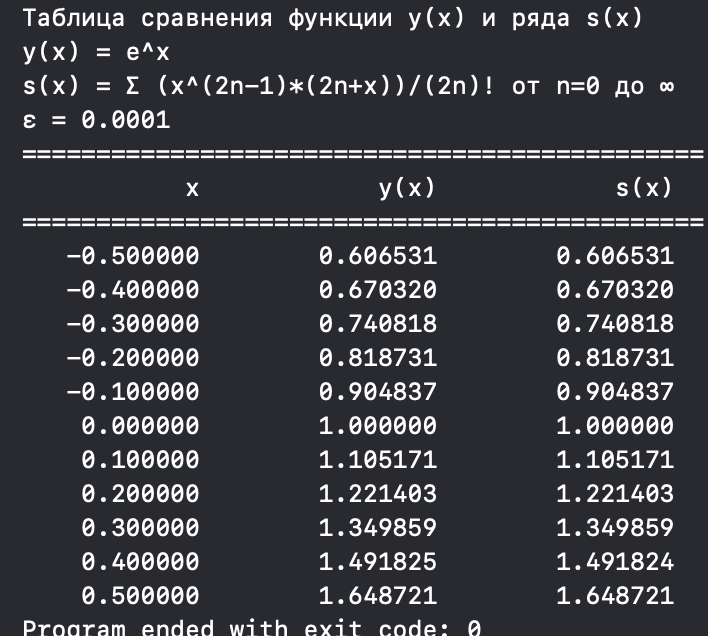 Таблица сравнения функции y(x) и ряда s(x)
y(x) = e^x
s(x) = Σ (x^(2n-1)*(2n+x))/(2n)! от n=0 до ∞
ε = 0.0001
==============================================
x y(x) s(x)
==============================================
-0.500000 0.606531 0.606531
-0.400000 0.670320 0.670320
-0.300000 0.740818 0.740818
-0.200000 0.818731 0.818731
-0.100000 0.904837 0.904837
0.000000 1.000000 1.000000
0.100000 1.105171 1.105171
0.200000 1.221403 1.221403
0.300000 1.349859 1.349859
0.400000 1.491825 1.491824
0.500000 1.648721 1.648721
Program ended with exit code: 0